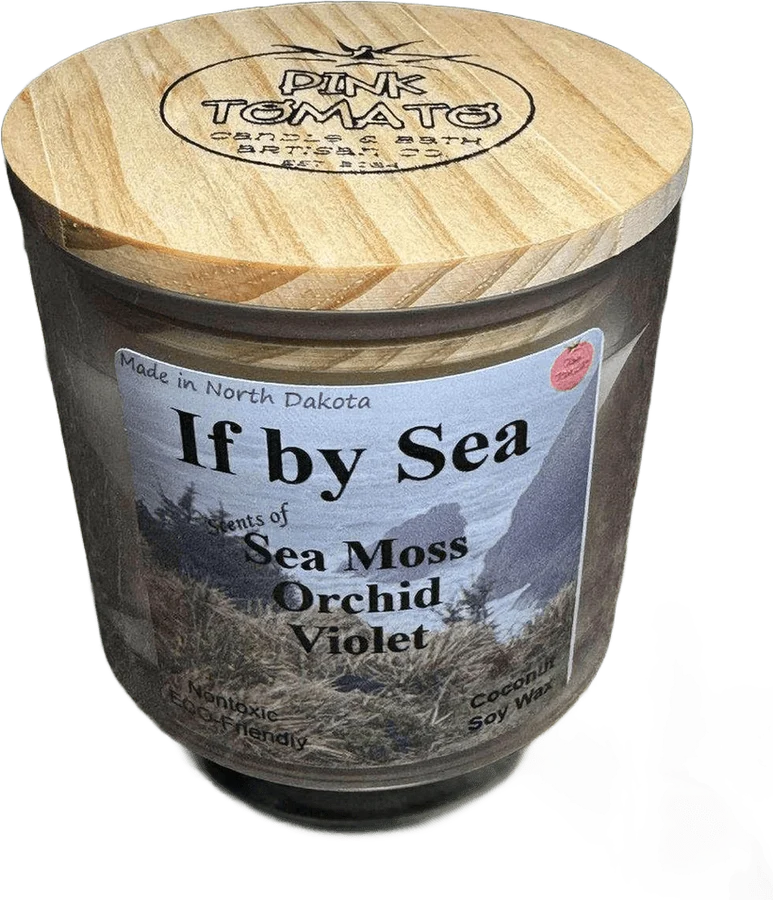 PINK
TOMATO
CANDLE & BATH
ARTISAN CO.
EST
Made in North Dakota
If by Sea
Scents of
Sea Moss
Orchid
Violet
Nontoxic
ECO-Friendly
Coconut
Soy Wax